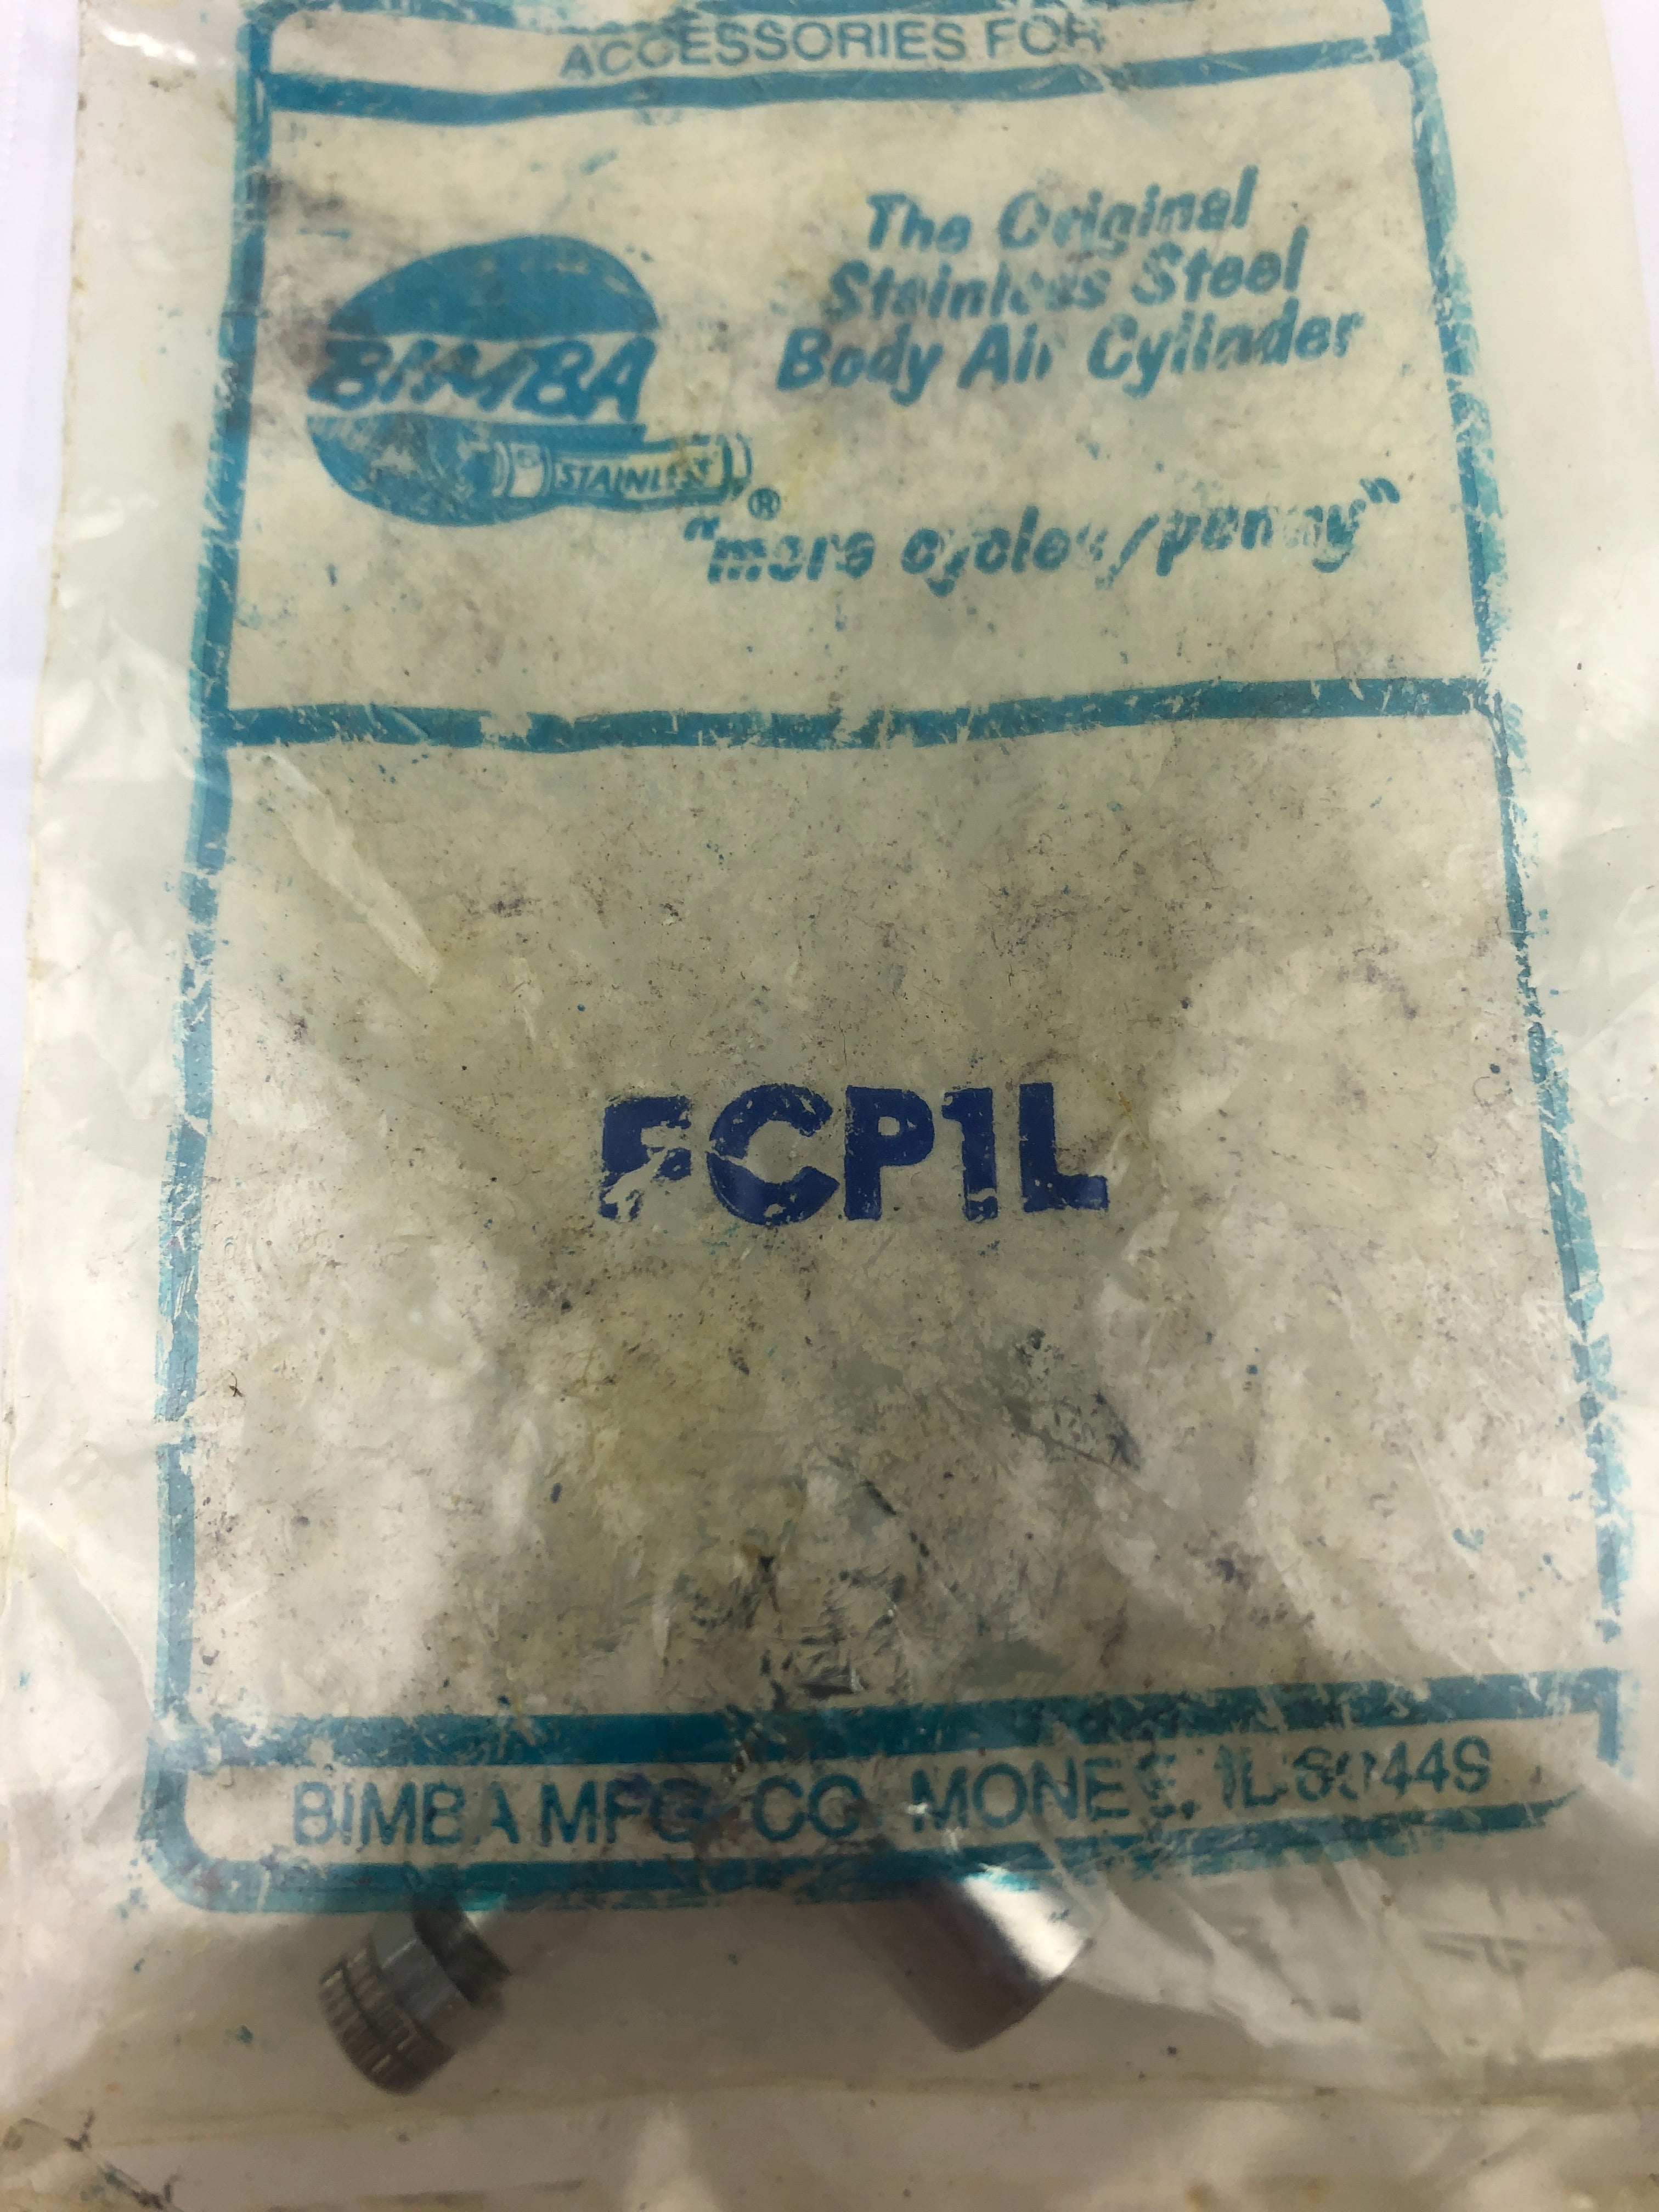 ACCESSORIES FOR
The Original
Stainless Steel
Body Air Cylinder
BIMBA
STAINLESS
®
"more cycles/penny"
FCP1L
BIMBA MFG. CO. MONEE, IL 60449